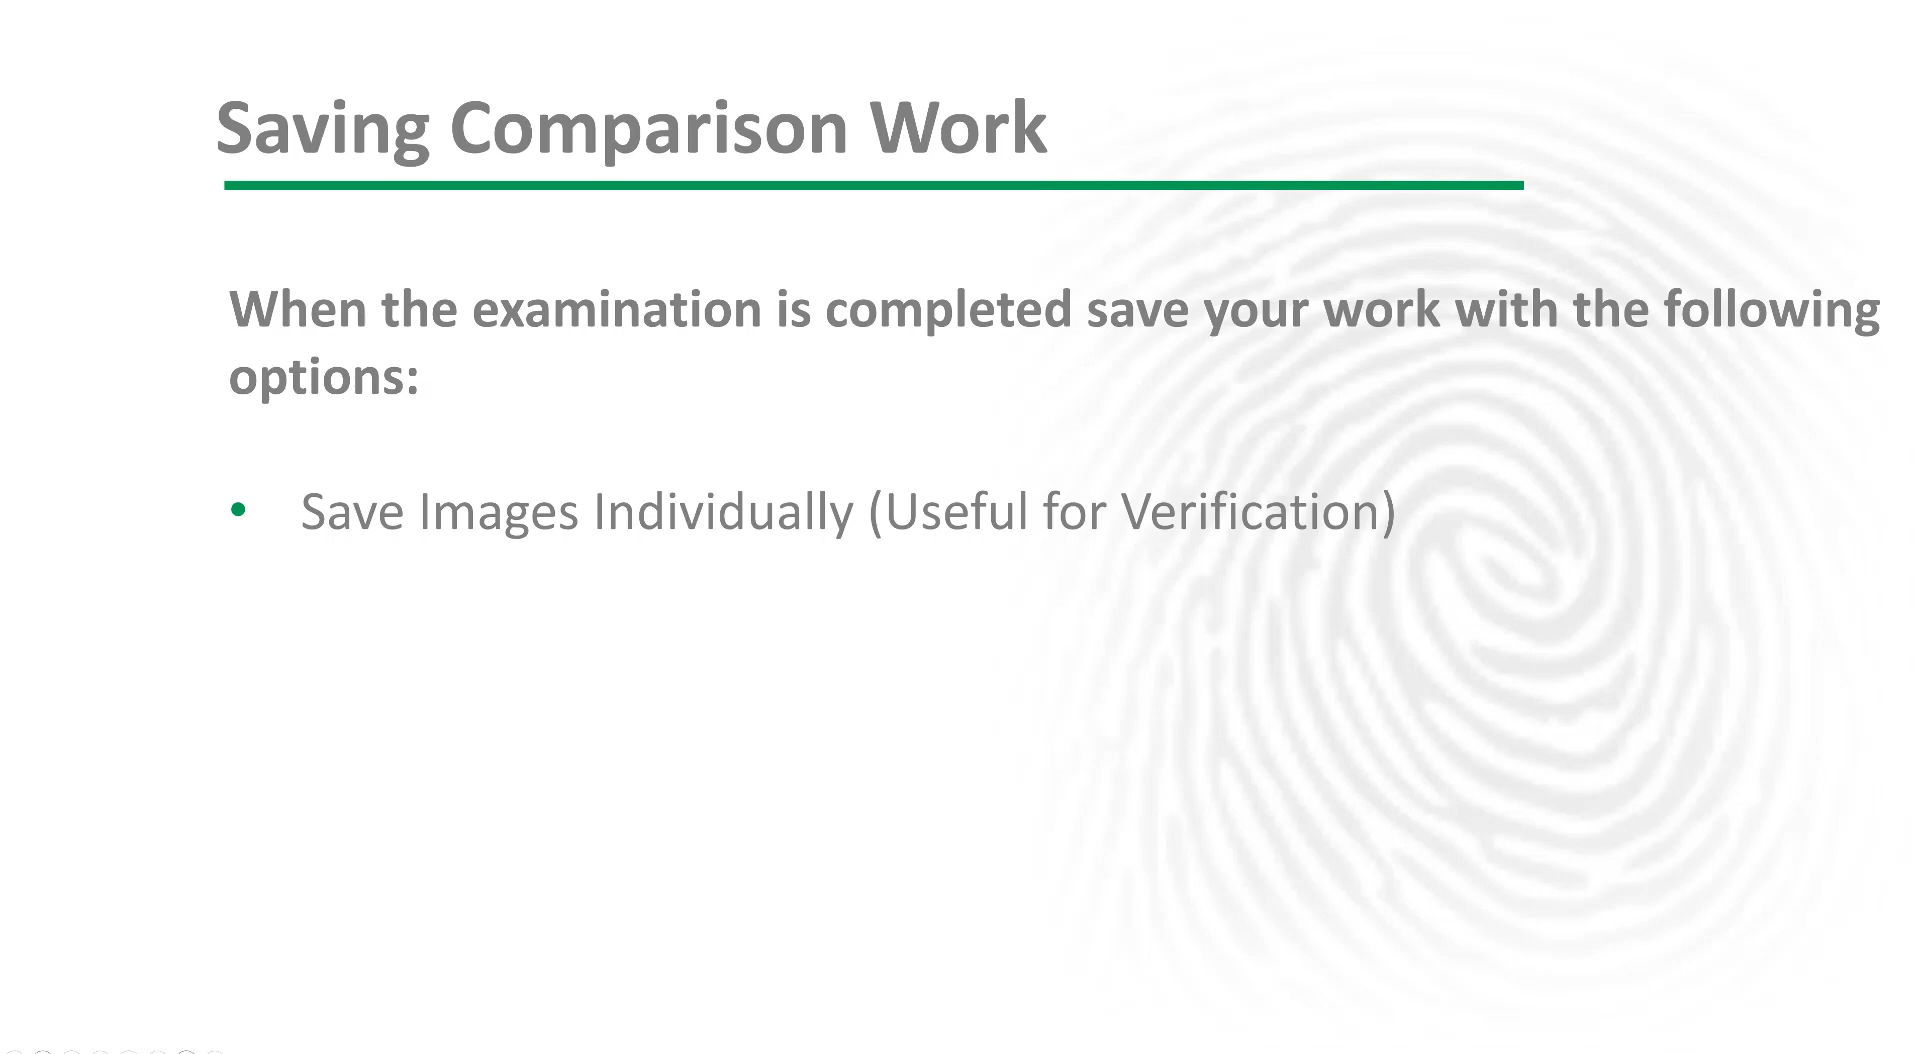 Saving Comparison Work
When the examination is completed save your work with the following
options:
• Save Images Individually (Useful for Verification)